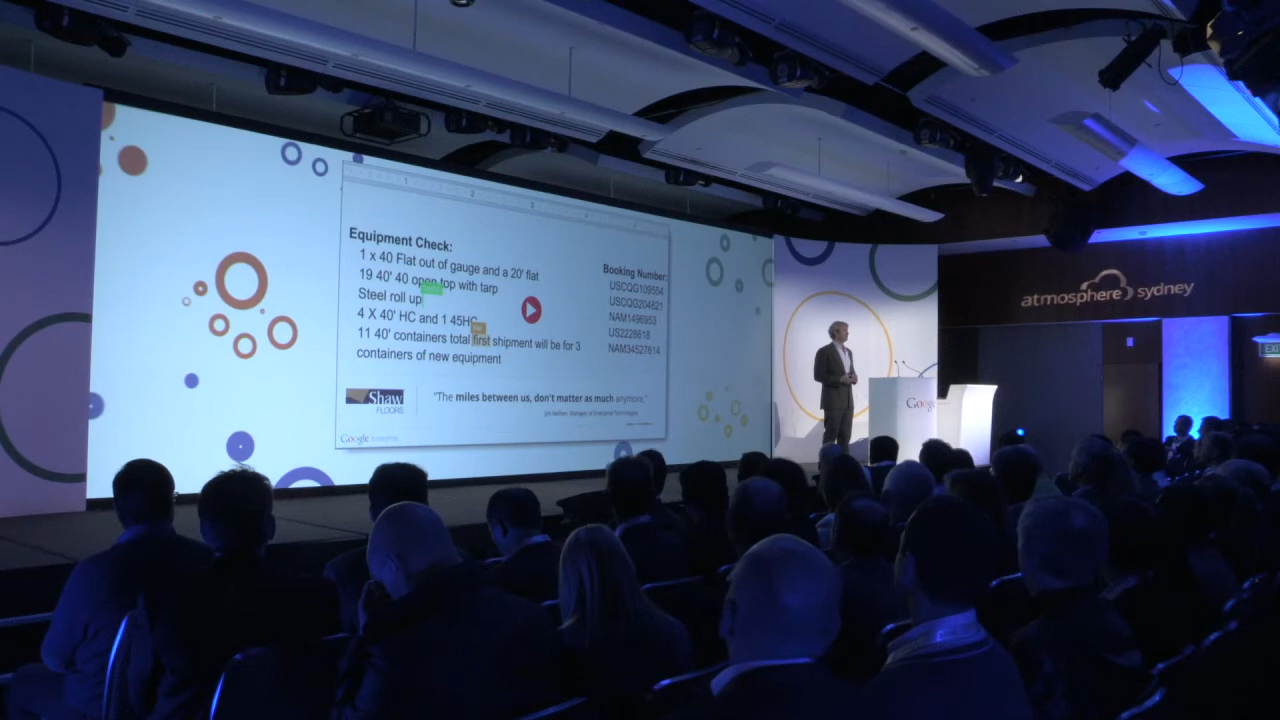 Equipment Check:
1 x 40 Flat out of gauge and a 20' flat
19 40' 40 open top with tarp
Steel roll up
4 X 40' HC and 1 45HC
11 40' containers total first shipment will be for 3
containers of new equipment
Booking Number:
USCQG109554
USCQG204821
NAM1496953
US2228618
NAM34527614
Shaw
FLOORS
"The miles between us, don't matter as much anymore."
Google
atmosphere sydney
Google
EXIT